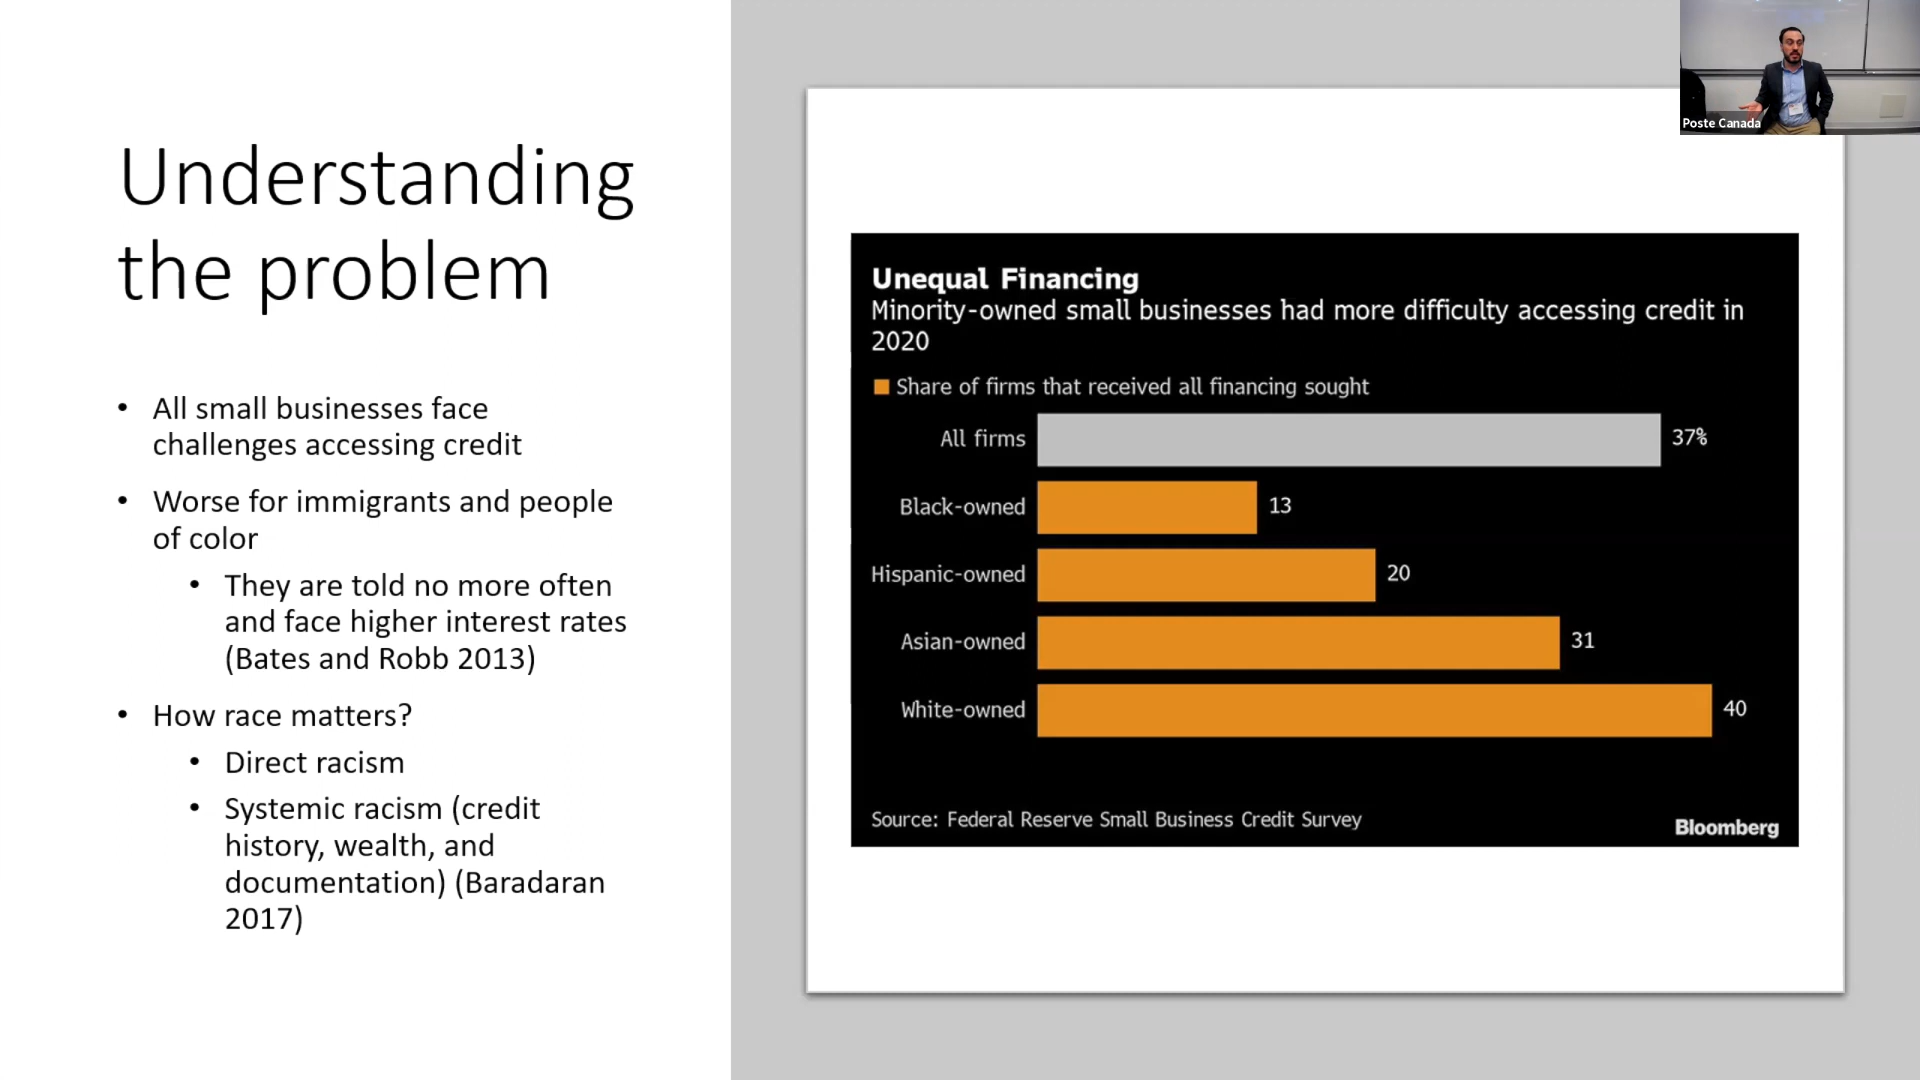 Understanding
the problem
• All small businesses face
challenges accessing credit
• Worse for immigrants and people
of color
• They are told no more often
and face higher interest rates
(Bates and Robb 2013)
• How race matters?
• Direct racism
• Systemic racism (credit
history, wealth, and
documentation) (Baradaran
2017)
Unequal Financing
Minority-owned small businesses had more difficulty accessing credit in
2020
Share of firms that received all financing sought
All firms 37%
Black-owned 13
Hispanic-owned 20
Asian-owned 31
White-owned 40
Source: Federal Reserve Small Business Credit Survey
Bloomberg
Poste Canada